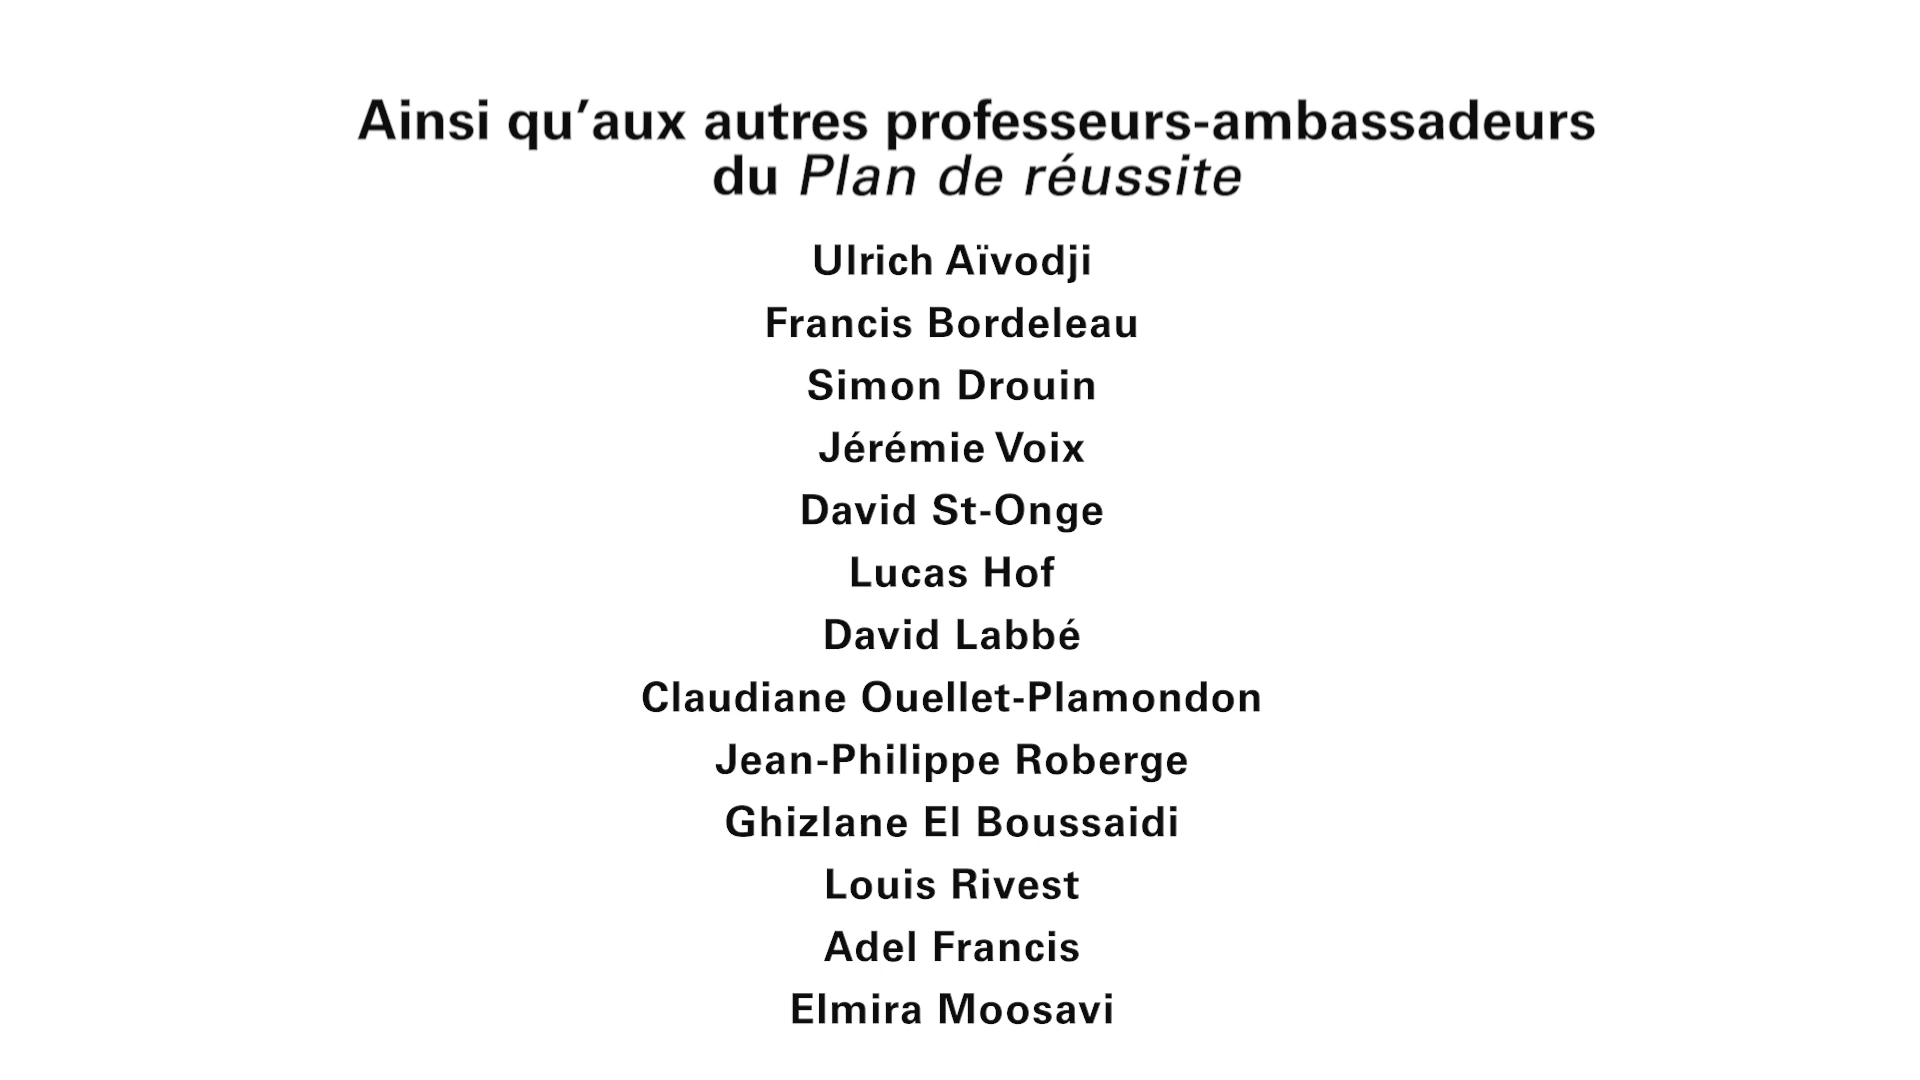 Ainsi qu’aux autres professeurs-ambassadeurs
du Plan de réussite
Ulrich Aïvodji
Francis Bordeleau
Simon Drouin
Jérémie Voix
David St-Onge
Lucas Hof
David Labbé
Claudiane Ouellet-Plamondon
Jean-Philippe Roberge
Ghizlane El Boussaidi
Louis Rivest
Adel Francis
Elmira Moosavi